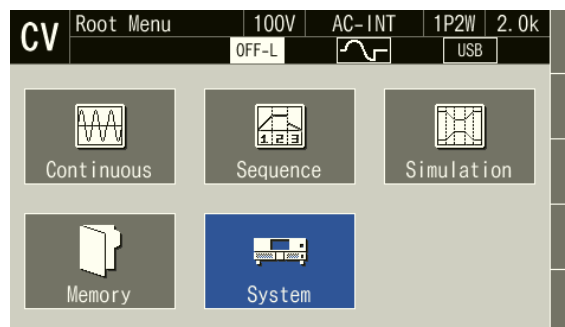 CV Root Menu 100V AC-INT 1P2W 2.0k
OFF-L USB
Continuous Sequence Simulation
1 2 3
Memory System